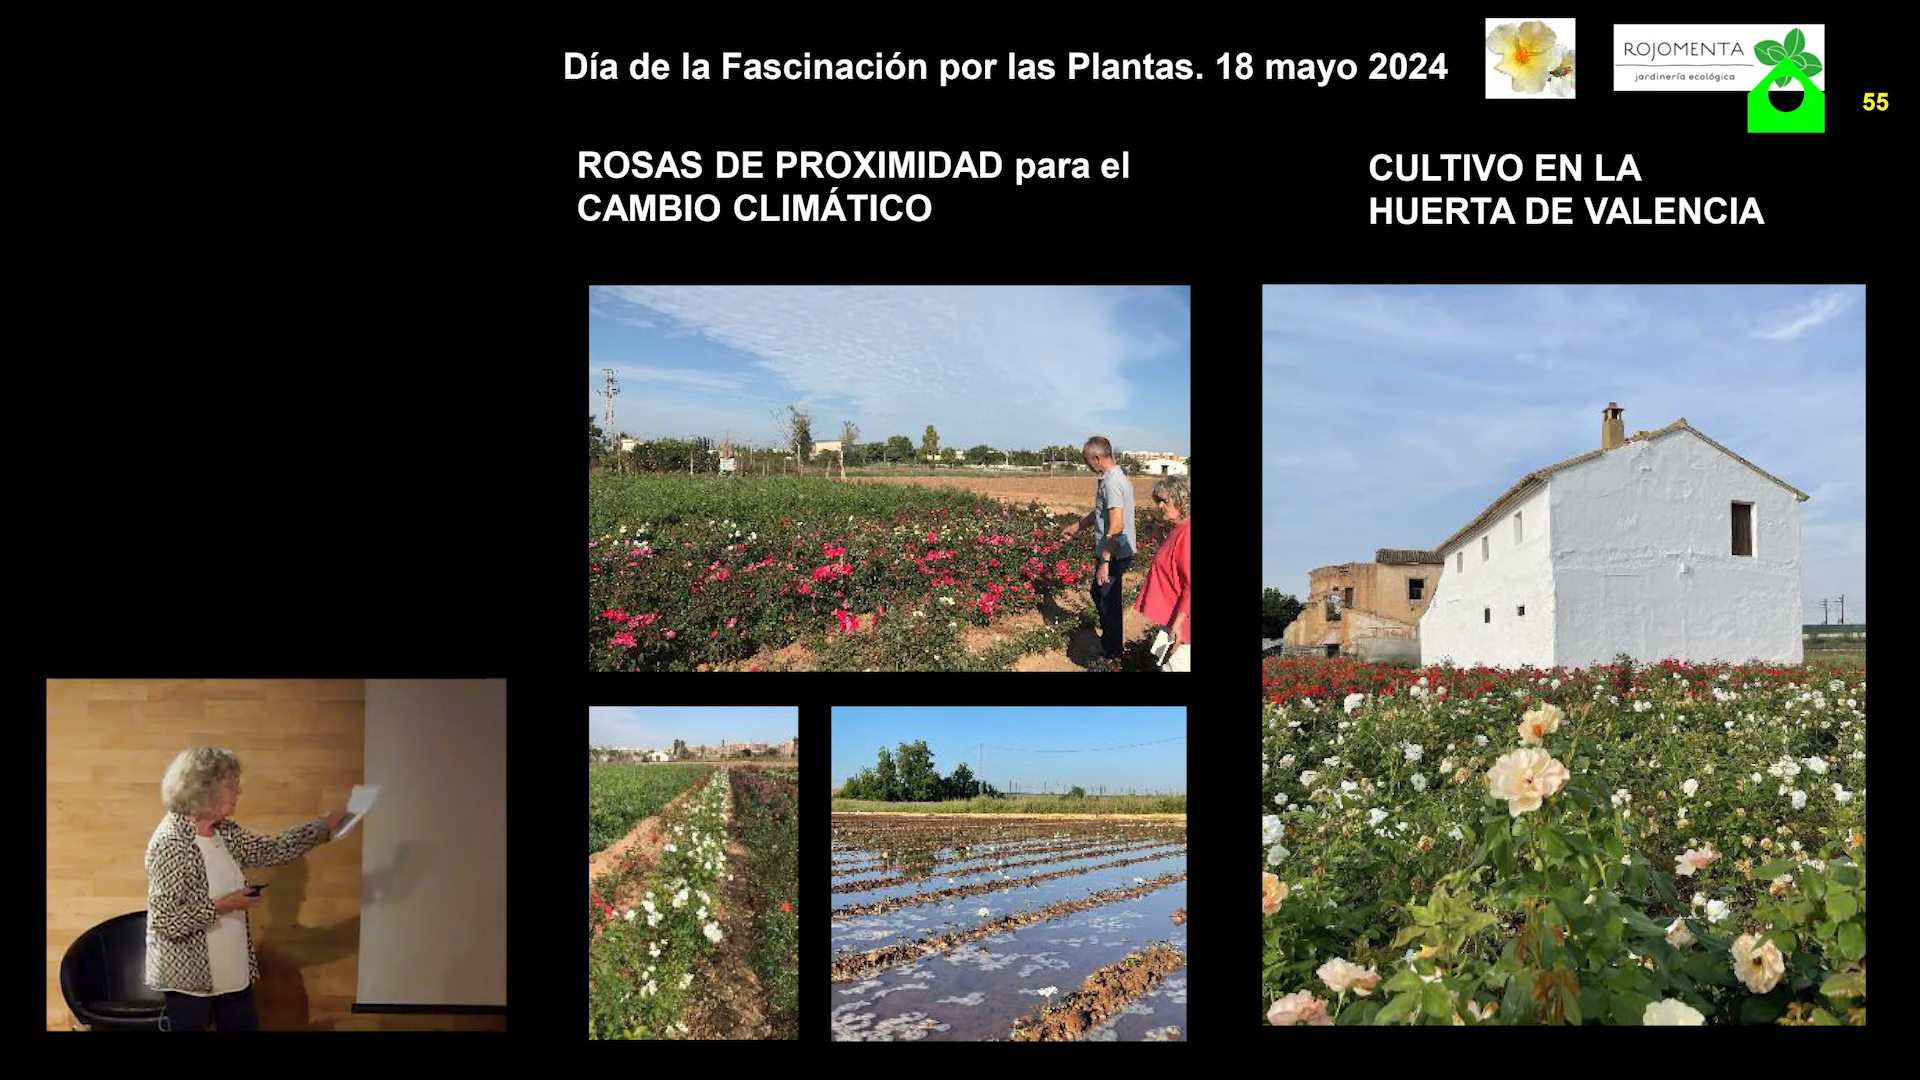 Día de la Fascinación por las Plantas. 18 mayo 2024
ROJOMENTA
jardinería ecológica
55
ROSAS DE PROXIMIDAD para el
CAMBIO CLIMÁTICO
CULTIVO EN LA
HUERTA DE VALENCIA